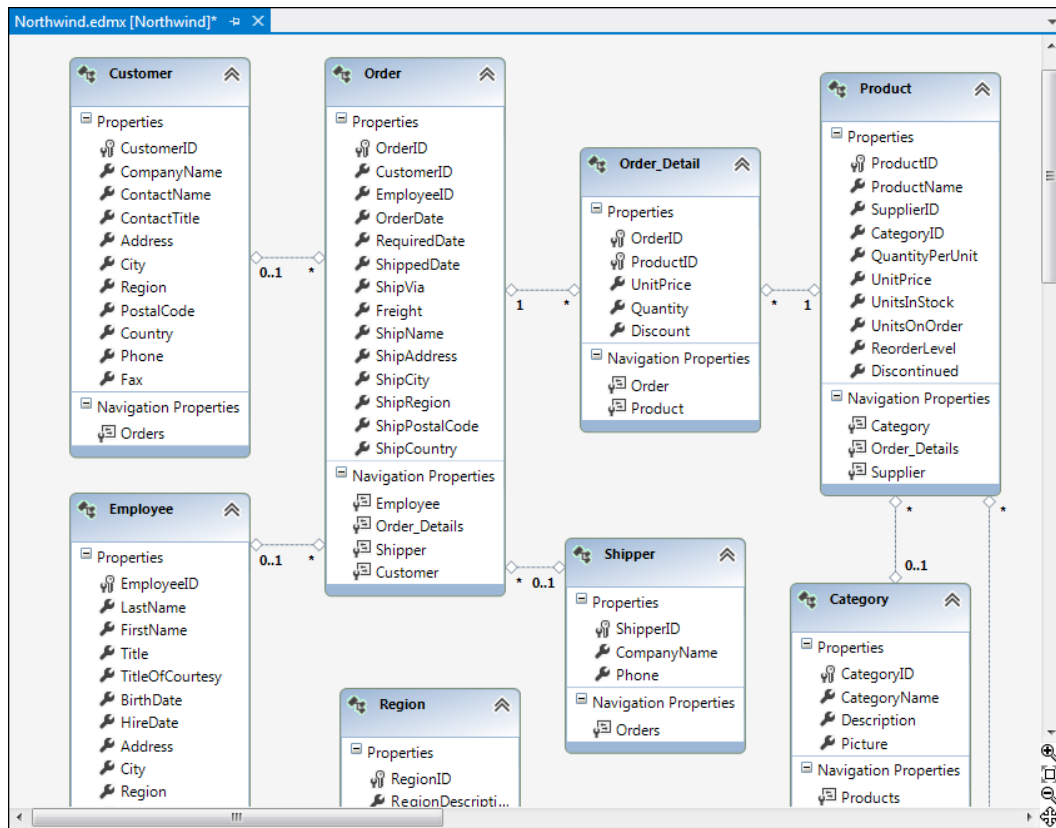 Northwind.edmx [Northwind]*
Customer
Properties
CustomerID
CompanyName
ContactName
ContactTitle
Address
City
Region
PostalCode
Country
Phone
Fax
Navigation Properties
Orders
0..1 *
Order
Properties
OrderID
CustomerID
EmployeeID
OrderDate
RequiredDate
ShippedDate
ShipVia
Freight
ShipName
ShipAddress
ShipCity
ShipRegion
ShipPostalCode
ShipCountry
Navigation Properties
Employee
Order_Details
Shipper
Customer
1 *
Order_Detail
Properties
OrderID
ProductID
UnitPrice
Quantity
Discount
Navigation Properties
Order
Product
* 1
Product
Properties
ProductID
ProductName
SupplierID
CategoryID
QuantityPerUnit
UnitPrice
UnitsInStock
UnitsOnOrder
ReorderLevel
Discontinued
Navigation Properties
Category
Order_Details
Supplier
* *
0..1
Employee
Properties
EmployeeID
LastName
FirstName
Title
TitleOfCourtesy
BirthDate
HireDate
Address
City
Region
0..1 *
* 0..1
Shipper
Properties
ShipperID
CompanyName
Phone
Navigation Properties
Orders
Region
Properties
RegionID
RegionDescripti...
Category
Properties
CategoryID
CategoryName
Description
Picture
Navigation Properties
Products